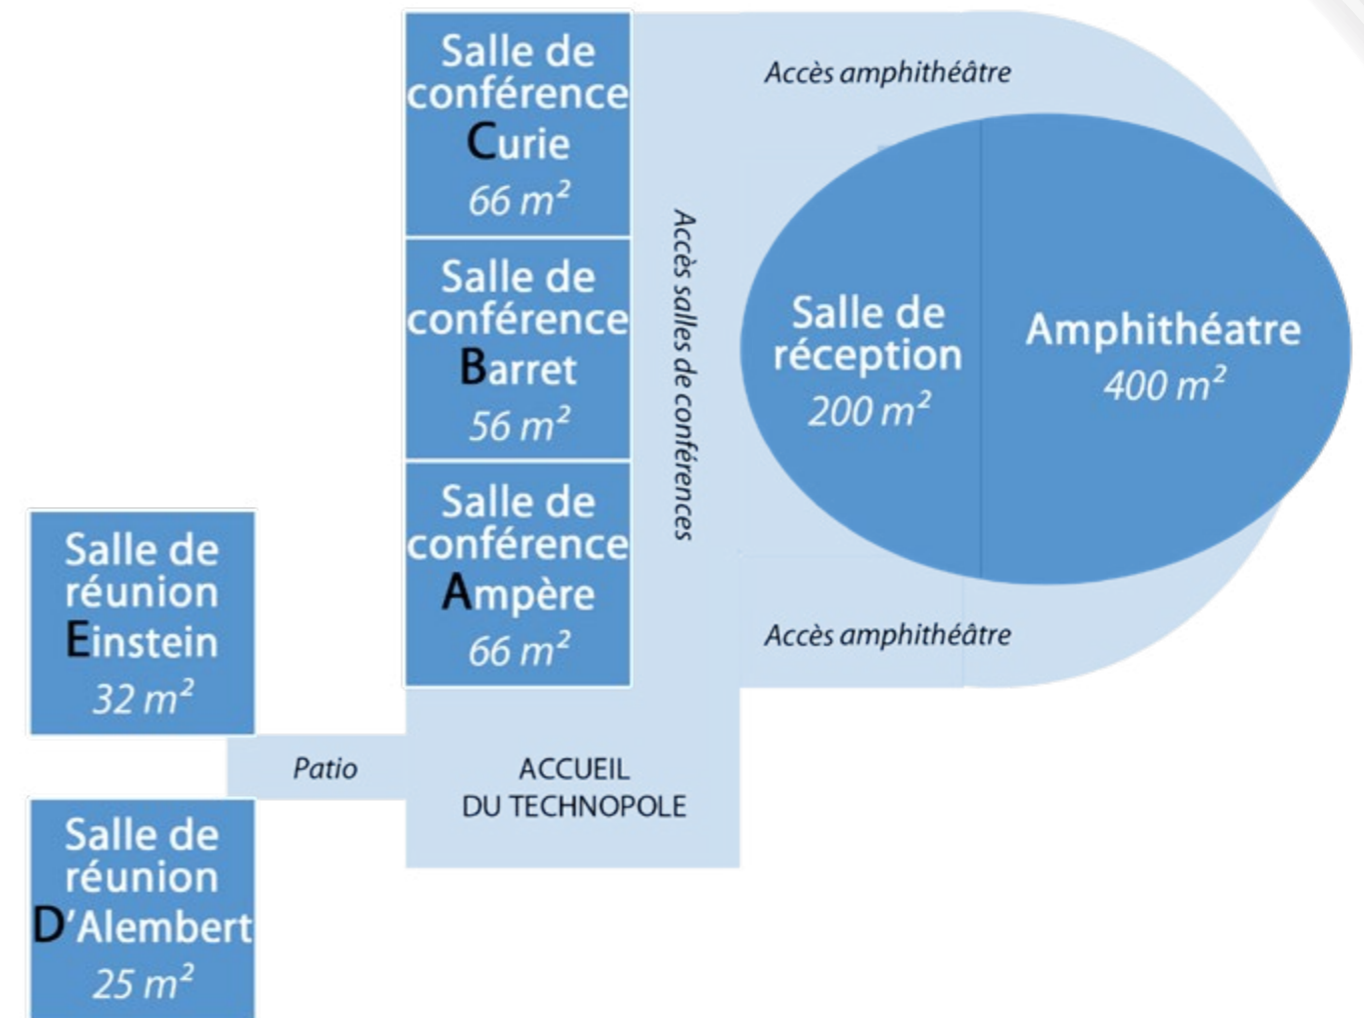 Salle de
conférence
Curie
66 m²
Accès amphithéâtre
Salle de
conférence
Barret
56 m²
Accès salles de conférences
Salle de
réception
200 m²
Amphithéatre
400 m²
Salle de
conférence
Ampère
66 m²
Accès amphithéâtre
Salle de
réunion
Einstein
32 m²
Patio
ACCUEIL
DU TECHNOPOLE
Salle de
réunion
D'Alembert
25 m²